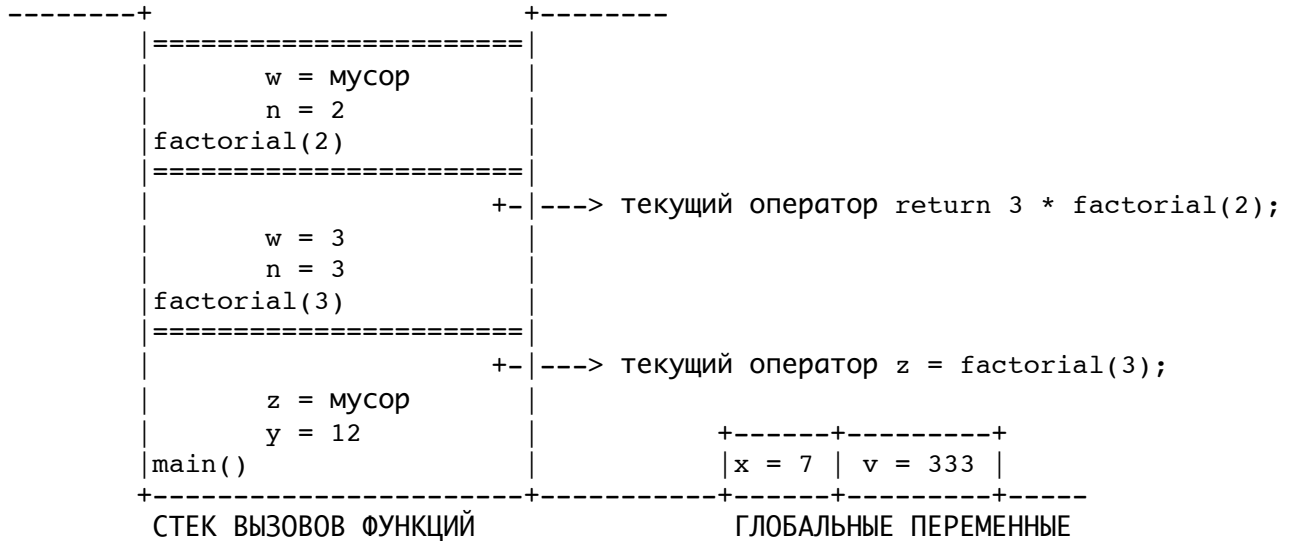 w = мусор
n = 2
factorial(2)
текущий оператор return 3 * factorial(2);
w = 3
n = 3
factorial(3)
текущий оператор z = factorial(3);
z = мусор
y = 12
main() |x = 7 | v = 333 |
СТЕК ВЫЗОВОВ ФУНКЦИЙ ГЛОБАЛЬНЫЕ ПЕРЕМЕННЫЕ